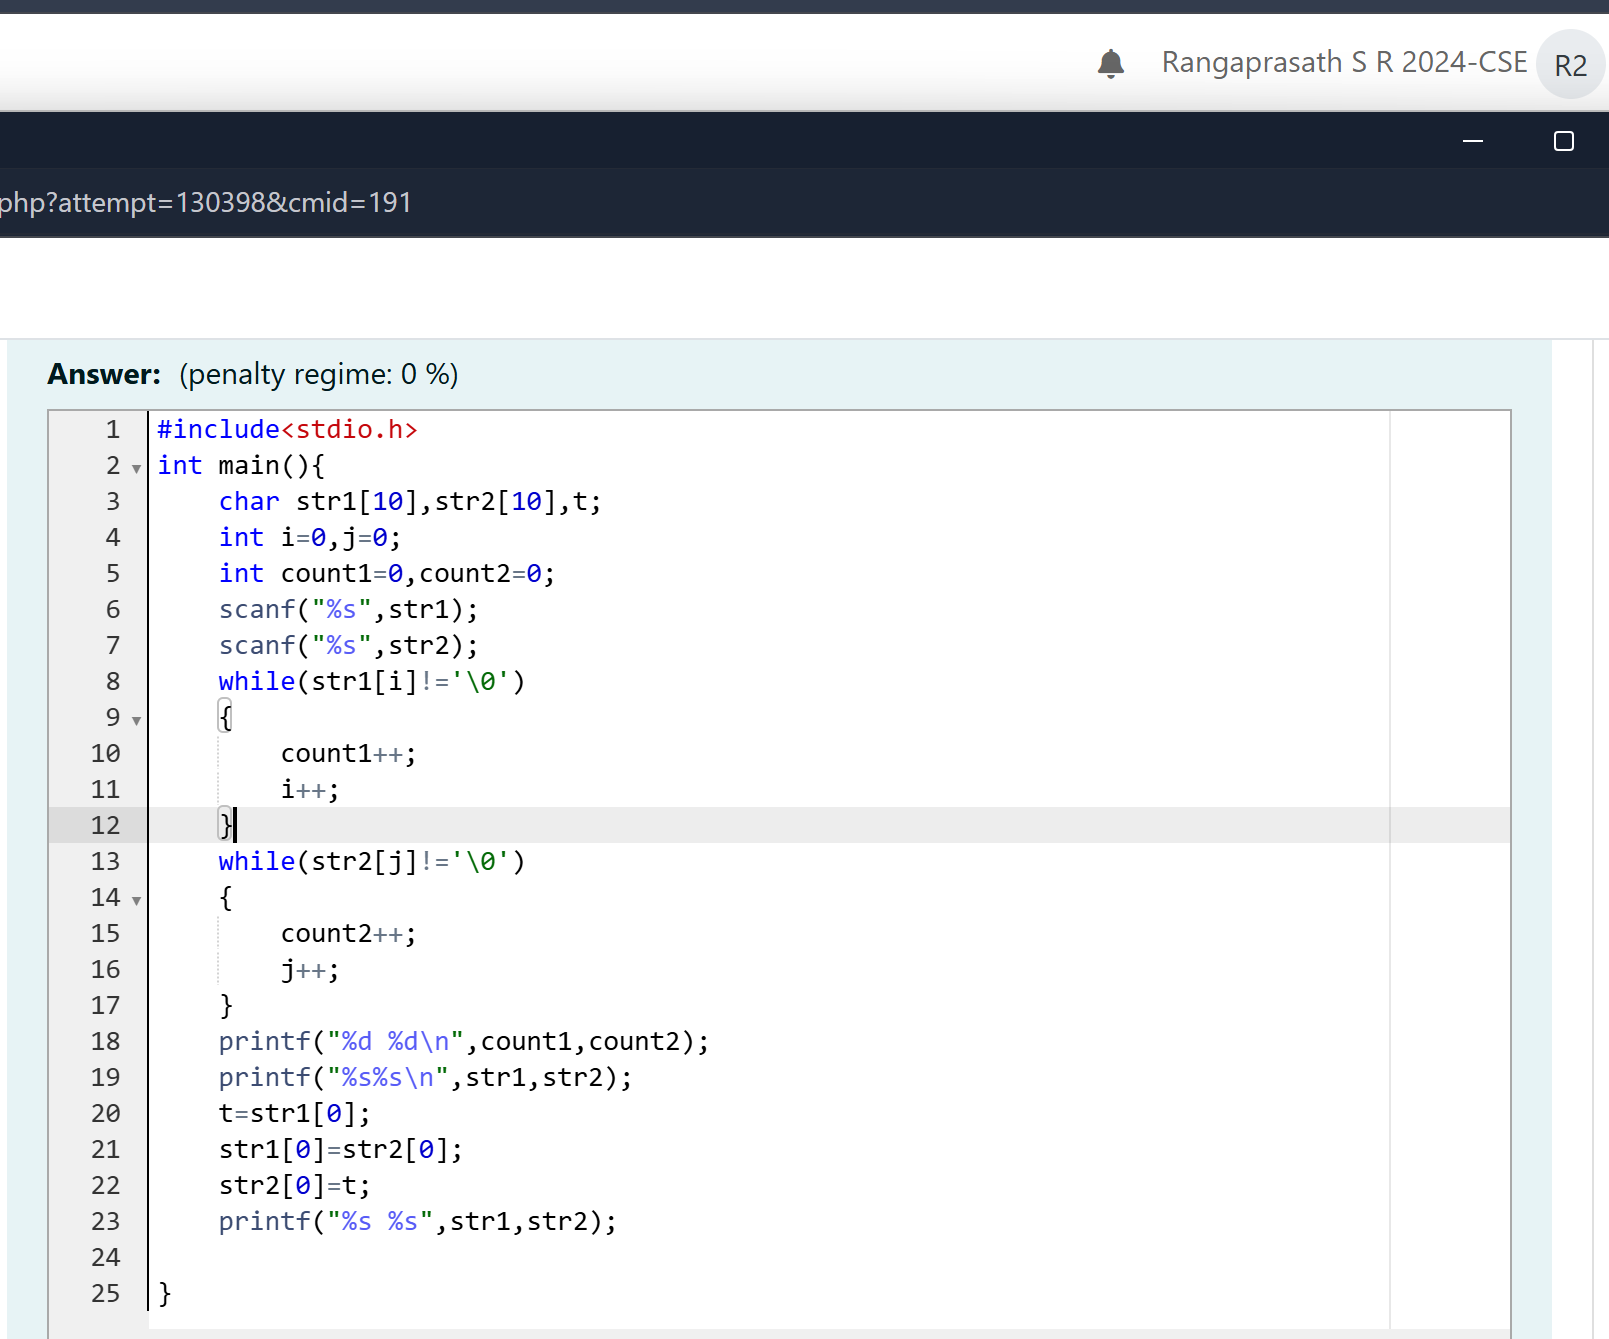 Rangaprasath S R 2024-CSE R2
php?attempt=130398&cmid=191
Answer: (penalty regime: 0 %)
1 #include<stdio.h>
2 int main(){
3     char str1[10],str2[10],t;
4     int i=0,j=0;
5     int count1=0,count2=0;
6     scanf("%s",str1);
7     scanf("%s",str2);
8     while(str1[i]!='\0')
9     {
10         count1++;
11         i++;
12     }
13     while(str2[j]!='\0')
14     {
15         count2++;
16         j++;
17     }
18     printf("%d %d\n",count1,count2);
19     printf("%s%s\n",str1,str2);
20     t=str1[0];
21     str1[0]=str2[0];
22     str2[0]=t;
23     printf("%s %s",str1,str2);
24
25 }